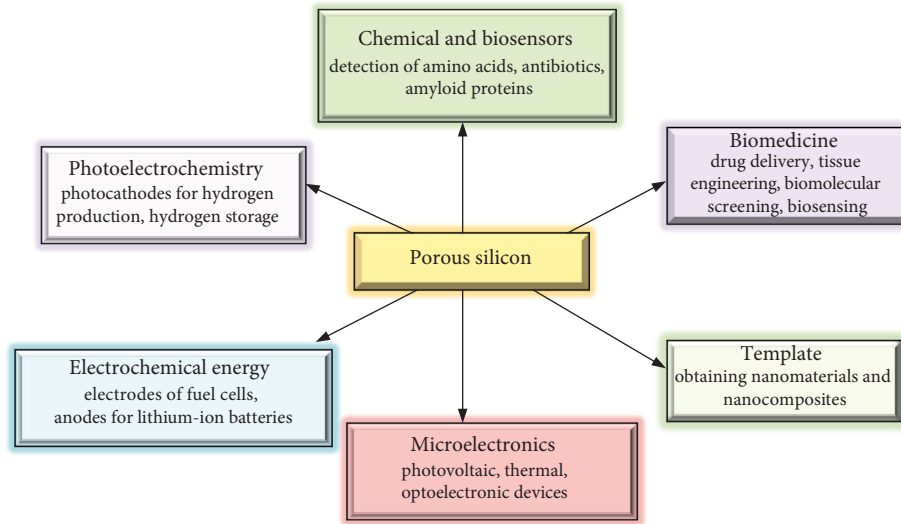 Chemical and biosensors
detection of amino acids, antibiotics,
amyloid proteins
Photoelectrochemistry
photocathodes for hydrogen
production, hydrogen storage
Biomedicine
drug delivery, tissue
engineering, biomolecular
screening, biosensing
Porous silicon
Electrochemical energy
electrodes of fuel cells,
anodes for lithium-ion batteries
Template
obtaining nanomaterials and
nanocomposites
Microelectronics
photovoltaic, thermal,
optoelectronic devices